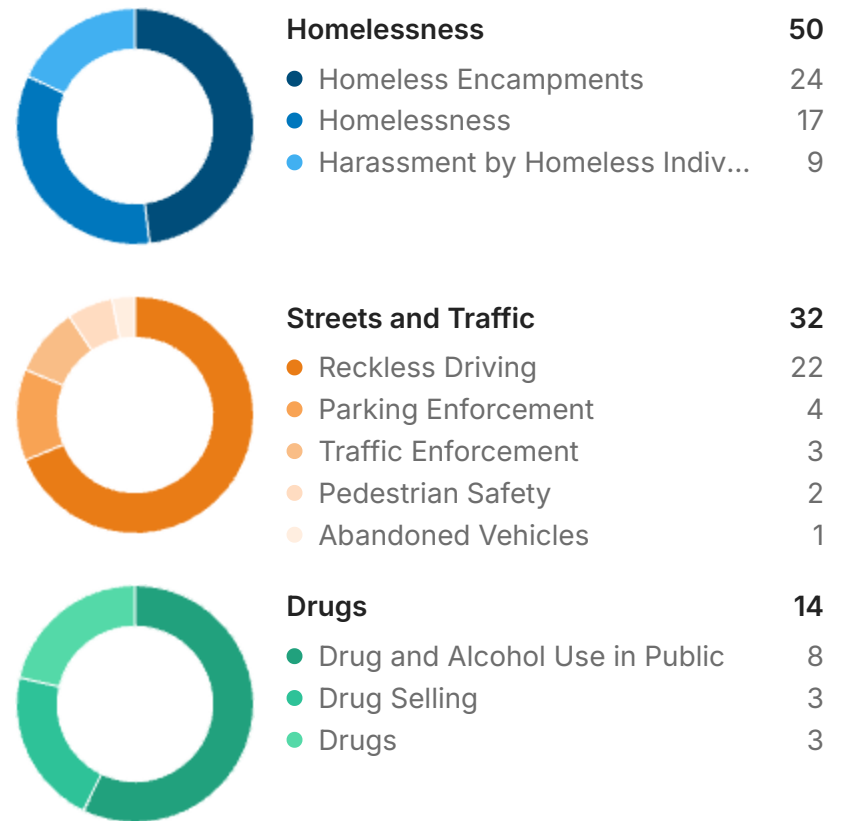 Homelessness 50
Homeless Encampments 24
Homelessness 17
Harassment by Homeless Indiv... 9
Streets and Traffic 32
Reckless Driving 22
Parking Enforcement 4
Traffic Enforcement 3
Pedestrian Safety 2
Abandoned Vehicles 1
Drugs 14
Drug and Alcohol Use in Public 8
Drug Selling 3
Drugs 3